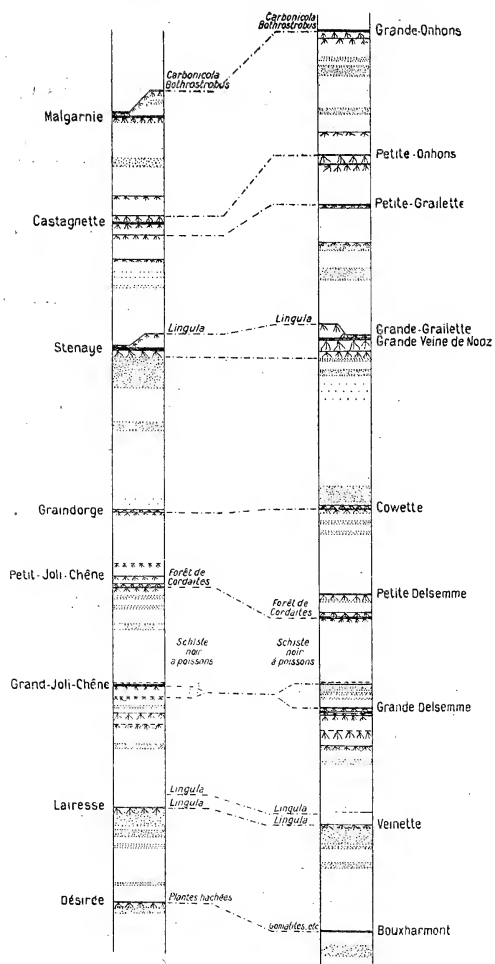 Carbonicola
Bothrostrobus
Grande-Onhons
Carbonicola
Bothrostrobus
Malgarnie
Petite-Onhons
Petite-Grailette
Castagnette
Lingula
Lingula
Grande-Grailette
Grande Veine de Nooz
Stenaye
Graindorge
Cowette
Petit-Joli-Chêne
Forêt de
Cordaïtes
Petite Delsemme
Forêt de
Cordaïtes
Schiste
noir
à poissons
Schiste
noir
à poissons
Grand-Joli-Chêne
Grande Delsemme
Lingula
Lingula
Lairesse
Lingula
Lingula
Veinette
Désirée
Plantes hachées
Goniatites, etc
Bouxharmont